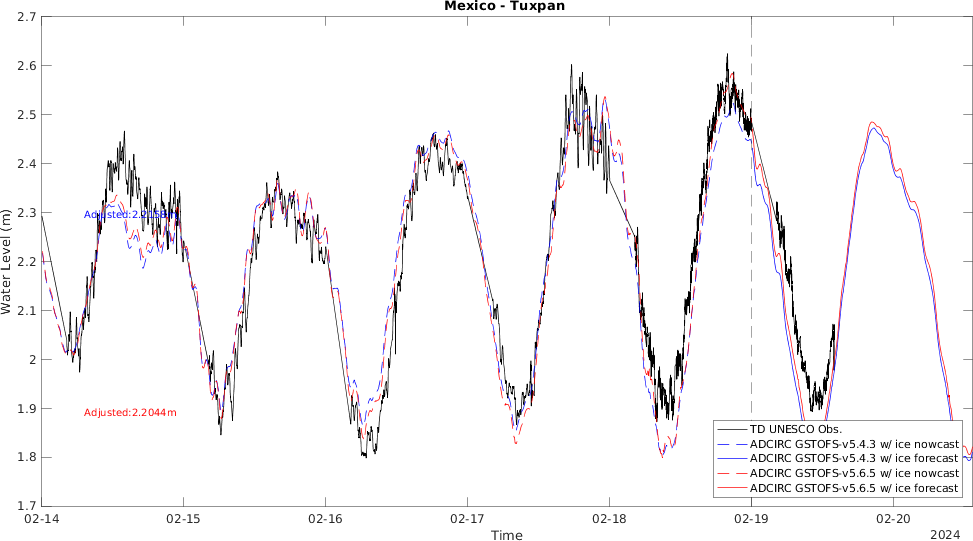 Mexico - Tuxpan
2.7
2.6
2.5
2.4
2.3
2.2
2.1
2
1.9
1.8
1.7
Water Level (m)
Adjusted:2.2044m
TD UNESCO Obs.
ADCIRC GSTOFS-v5.4.3 w/ ice nowcast
ADCIRC GSTOFS-v5.4.3 w/ ice forecast
ADCIRC GSTOFS-v5.6.5 w/ ice nowcast
ADCIRC GSTOFS-v5.6.5 w/ ice forecast
02-14 02-15 02-16 02-17 02-18 02-19 02-20
Time
2024